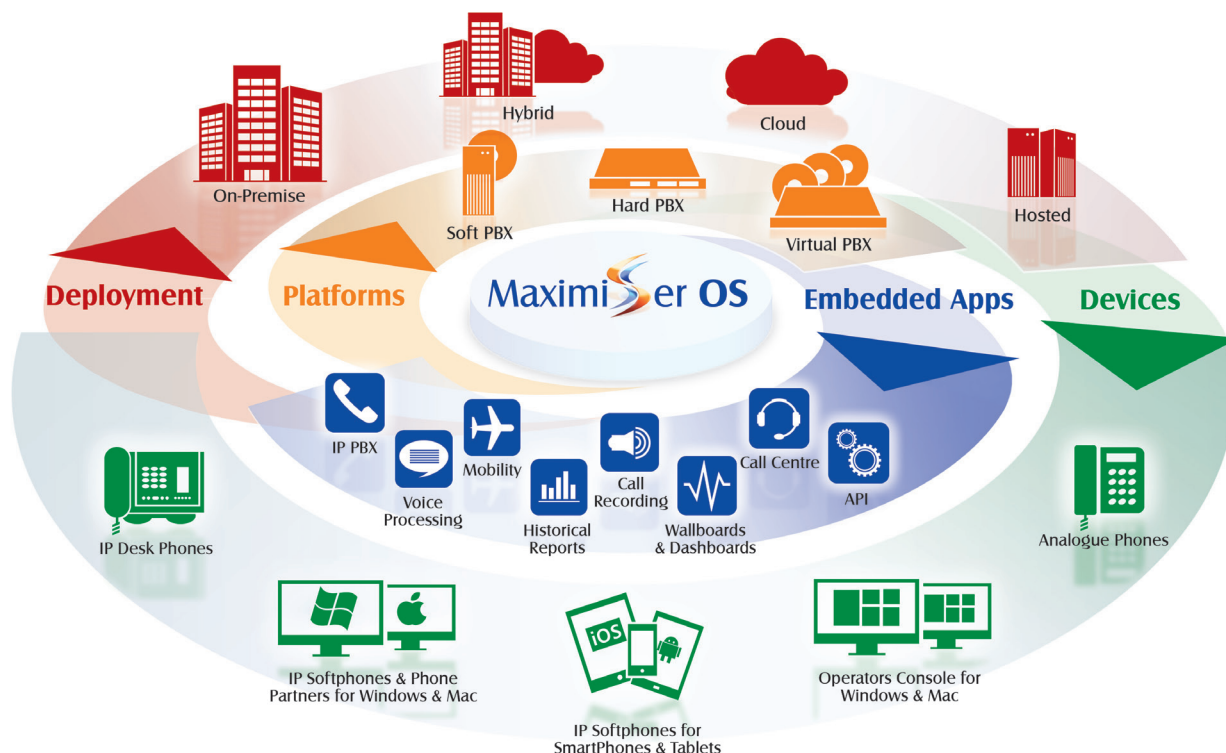 Hybrid
Cloud
On-Premise
Hosted
Soft PBX
Hard PBX
Virtual PBX
Deployment
Platforms
Maximiser OS
Embedded Apps
Devices
IP PBX
Voice
Processing
Mobility
Historical
Reports
Call
Recording
Wallboards
& Dashboards
Call Centre
API
IP Desk Phones
Analogue Phones
IP Softphones & Phone
Partners for Windows & Mac
iOS
IP Softphones for
SmartPhones & Tablets
Operators Console for
Windows & Mac